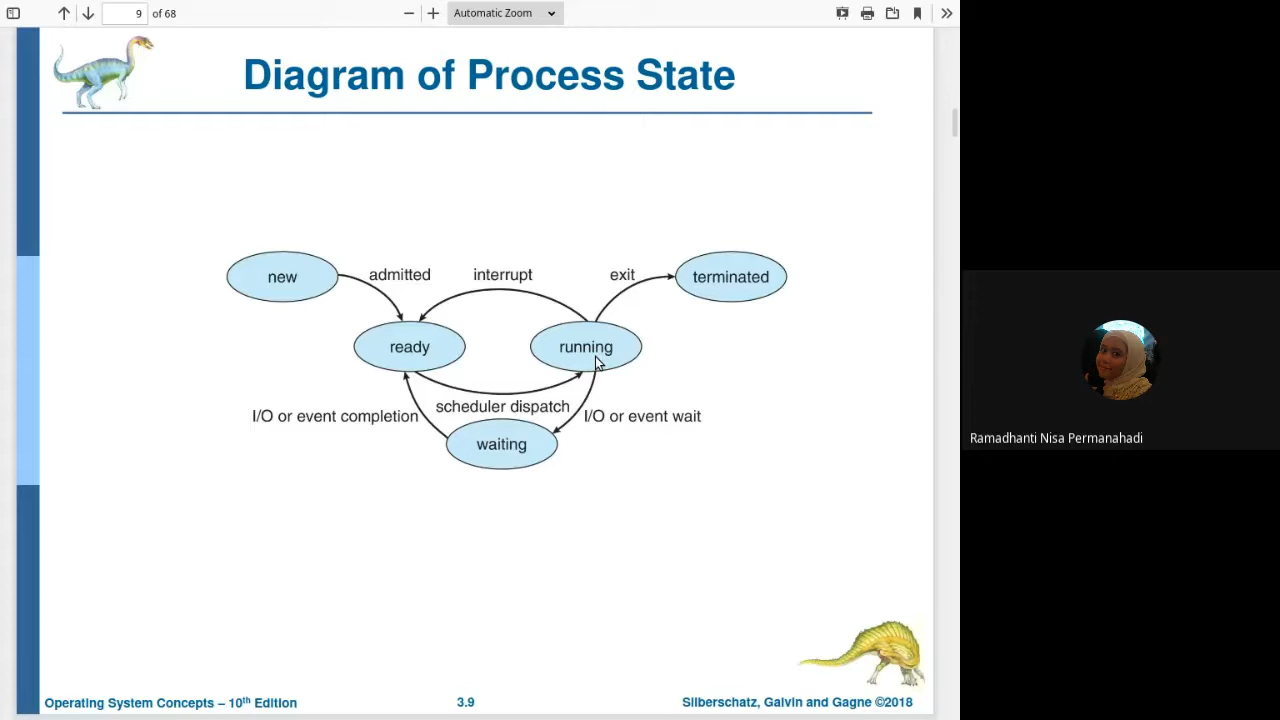 9 of 68
Automatic Zoom
Diagram of Process State
new
admitted
interrupt
exit
terminated
ready
running
I/O or event completion
scheduler dispatch
I/O or event wait
waiting
Ramadhanti Nisa Permanahadi
Operating System Concepts – 10th Edition
3.9
Silberschatz, Galvin and Gagne ©2018